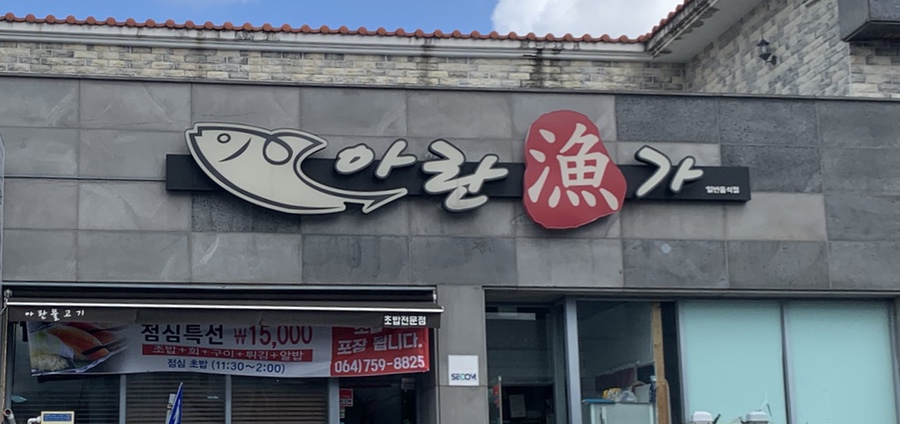 아란 漁 가
일반음식점
아란물고기
초밥전문점
점심특선 ₩15,000
초밥+회+구이+튀김+알밥
점심 초밥 (11:30~2:00)
포장 됩니다.
064)759-8825
SECOM